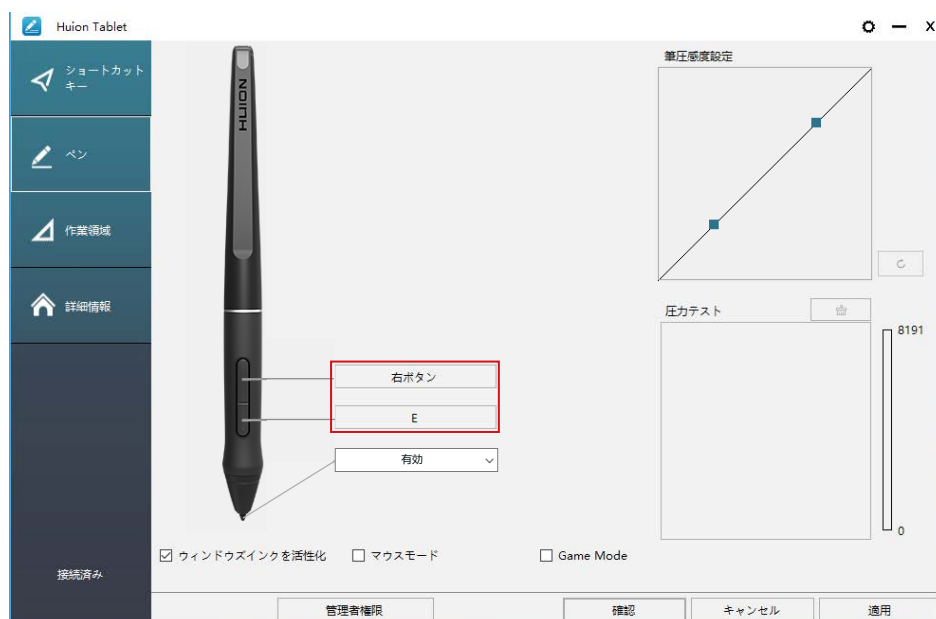 Huion Tablet
X
ショートカット
キー
ペン
作業領域
詳細情報
接続済み
HUION
右ボタン
E
有効
筆圧感度設定
圧力テスト
8191
0
ウィンドウズインクを活性化
マウスモード
Game Mode
管理者権限
確認
キャンセル
適用